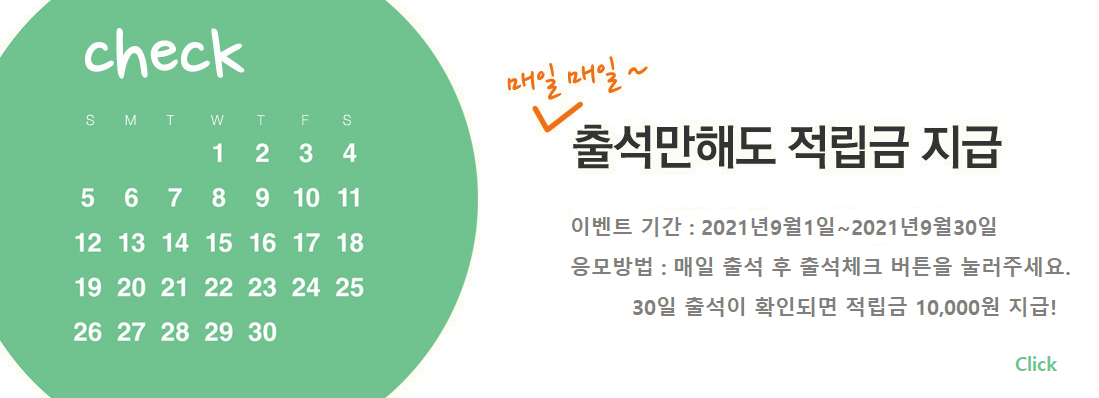 check
S M T W T F S
1 2 3 4
5 6 7 8 9 10 11
12 13 14 15 16 17 18
19 20 21 22 23 24 25
26 27 28 29 30
매일 매일 ~
출석만해도 적립금 지급
이벤트 기간 : 2021년9월1일~2021년9월30일
응모방법 : 매일 출석 후 출석체크 버튼을 눌러주세요.
30일 출석이 확인되면 적립금 10,000원 지급!
Click